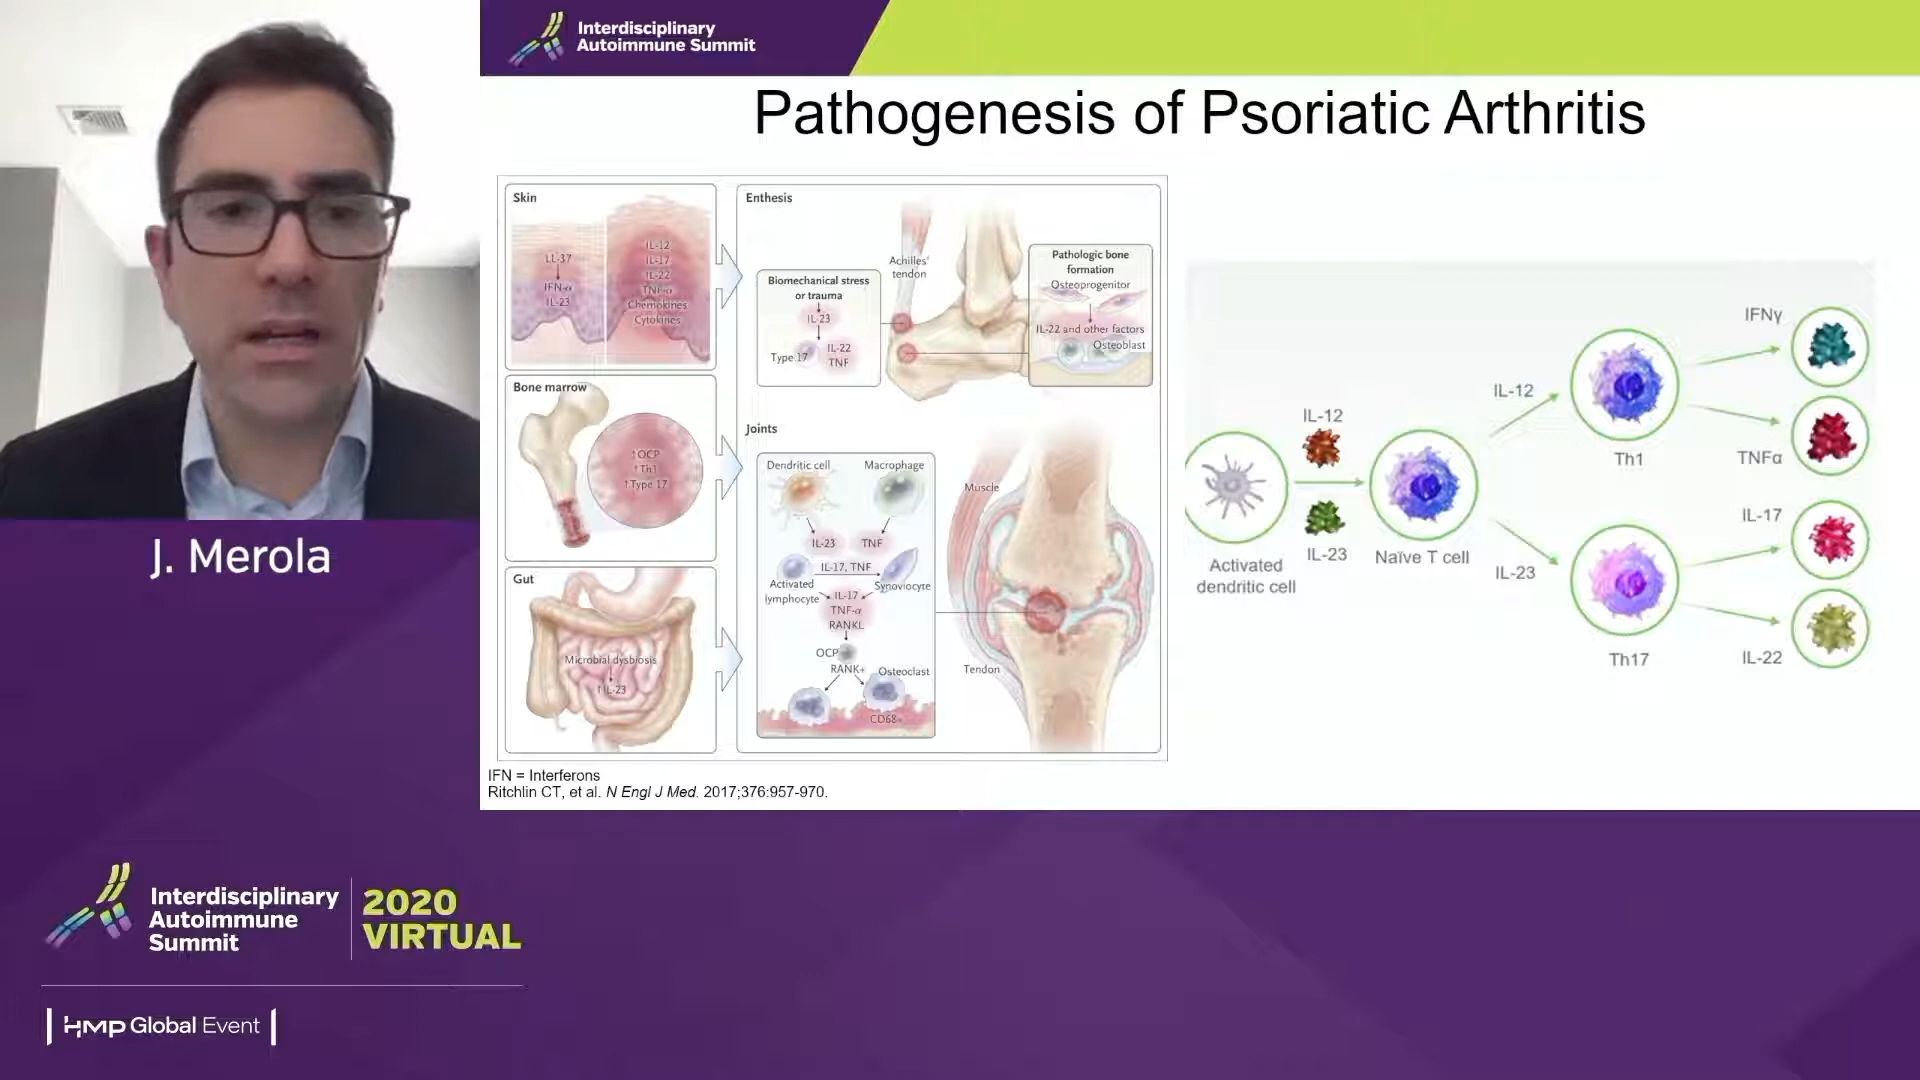 Interdisciplinary
Autoimmune Summit
Pathogenesis of Psoriatic Arthritis
Skin
LL-37
IFN-α
IL-23
IL-12
IL-17
IL-22
TNF-α
Chemokines
Cytokines
Bone marrow
↑OCP
↑Th1
↑Type 17
Gut
Microbial dysbiosis
↑IL-23
Enthesis
Biomechanical stress
or trauma
IL-23
Type 17
IL-22
TNF
Achilles'
tendon
Pathologic bone
formation
Osteoprogenitor
IL-22 and other factors
Osteoblast
Joints
Dendritic cell
Macrophage
IL-23
TNF
IL-17, TNF
Activated
lymphocyte
Synoviocyte
IL-17
TNF-α
RANKL
OCP
RANK+
Osteoclast
CD68+
Muscle
Tendon
Activated
dendritic cell
IL-12
IL-23
Naïve T cell
IL-12
IL-23
Th1
Th17
IFNγ
TNFα
IL-17
IL-22
IFN = Interferons
Ritchlin CT, et al. N Engl J Med. 2017;376:957-970.
J. Merola
Interdisciplinary
Autoimmune
Summit
2020
VIRTUAL
HMP Global Event